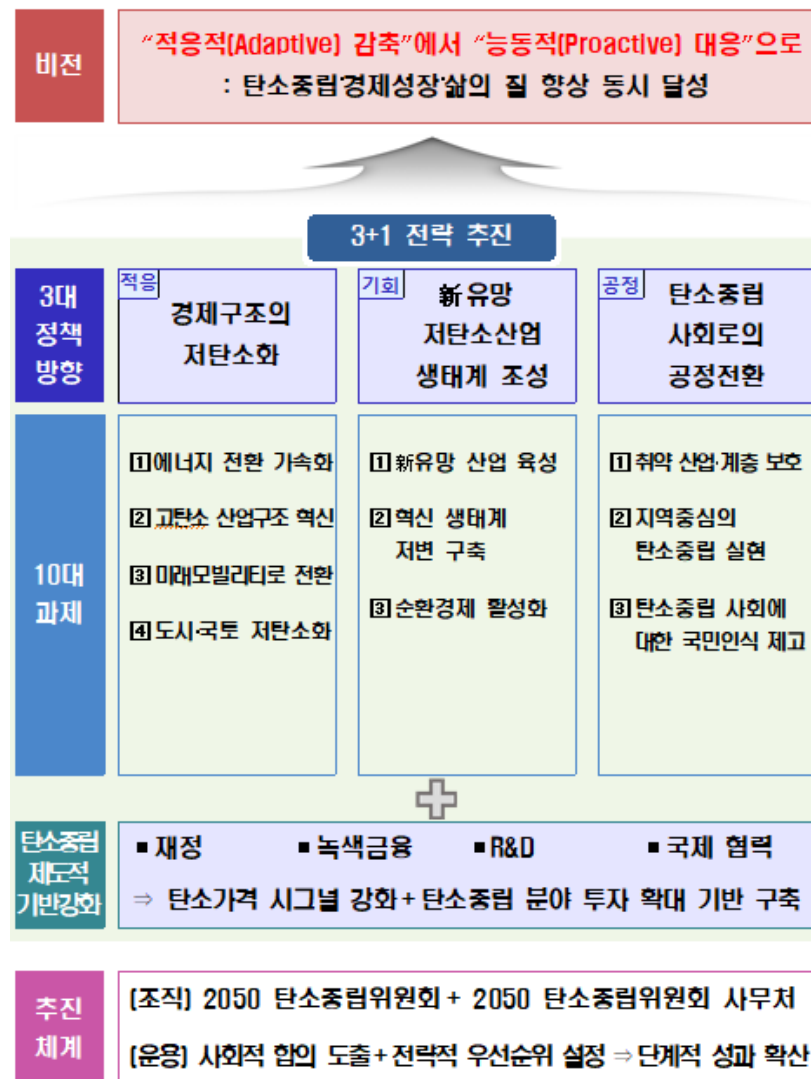 비전
“적응적(Adaptive) 감축”에서 “능동적(Proactive) 대응”으로
: 탄소중립·경제성장·삶의 질 향상 동시 달성
3+1 전략 추진
3대
정책
방향
적응
경제구조의
저탄소화
기회
新유망
저탄소산업
생태계 조성
공정
탄소중립
사회로의
공정전환
10대
과제
1 에너지 전환 가속화
2 고탄소 산업구조 혁신
3 미래모빌리티로 전환
4 도시·국토 저탄소화
1 新유망 산업 육성
2 혁신 생태계
저변 구축
3 순환경제 활성화
1 취약 산업·계층 보호
2 지역중심의
탄소중립 실현
3 탄소중립 사회에
대한 국민인식 제고
탄소중립
제도적
기반강화
▪ 재정 ▪ 녹색금융 ▪ R&D ▪ 국제 협력
⇒ 탄소가격 시그널 강화+탄소중립 분야 투자 확대 기반 구축
추진
체계
(조직) 2050 탄소중립위원회+ 2050 탄소중립위원회 사무처
(운용) 사회적 합의 도출+전략적 우선순위 설정 ⇒ 단계적 성과 확산